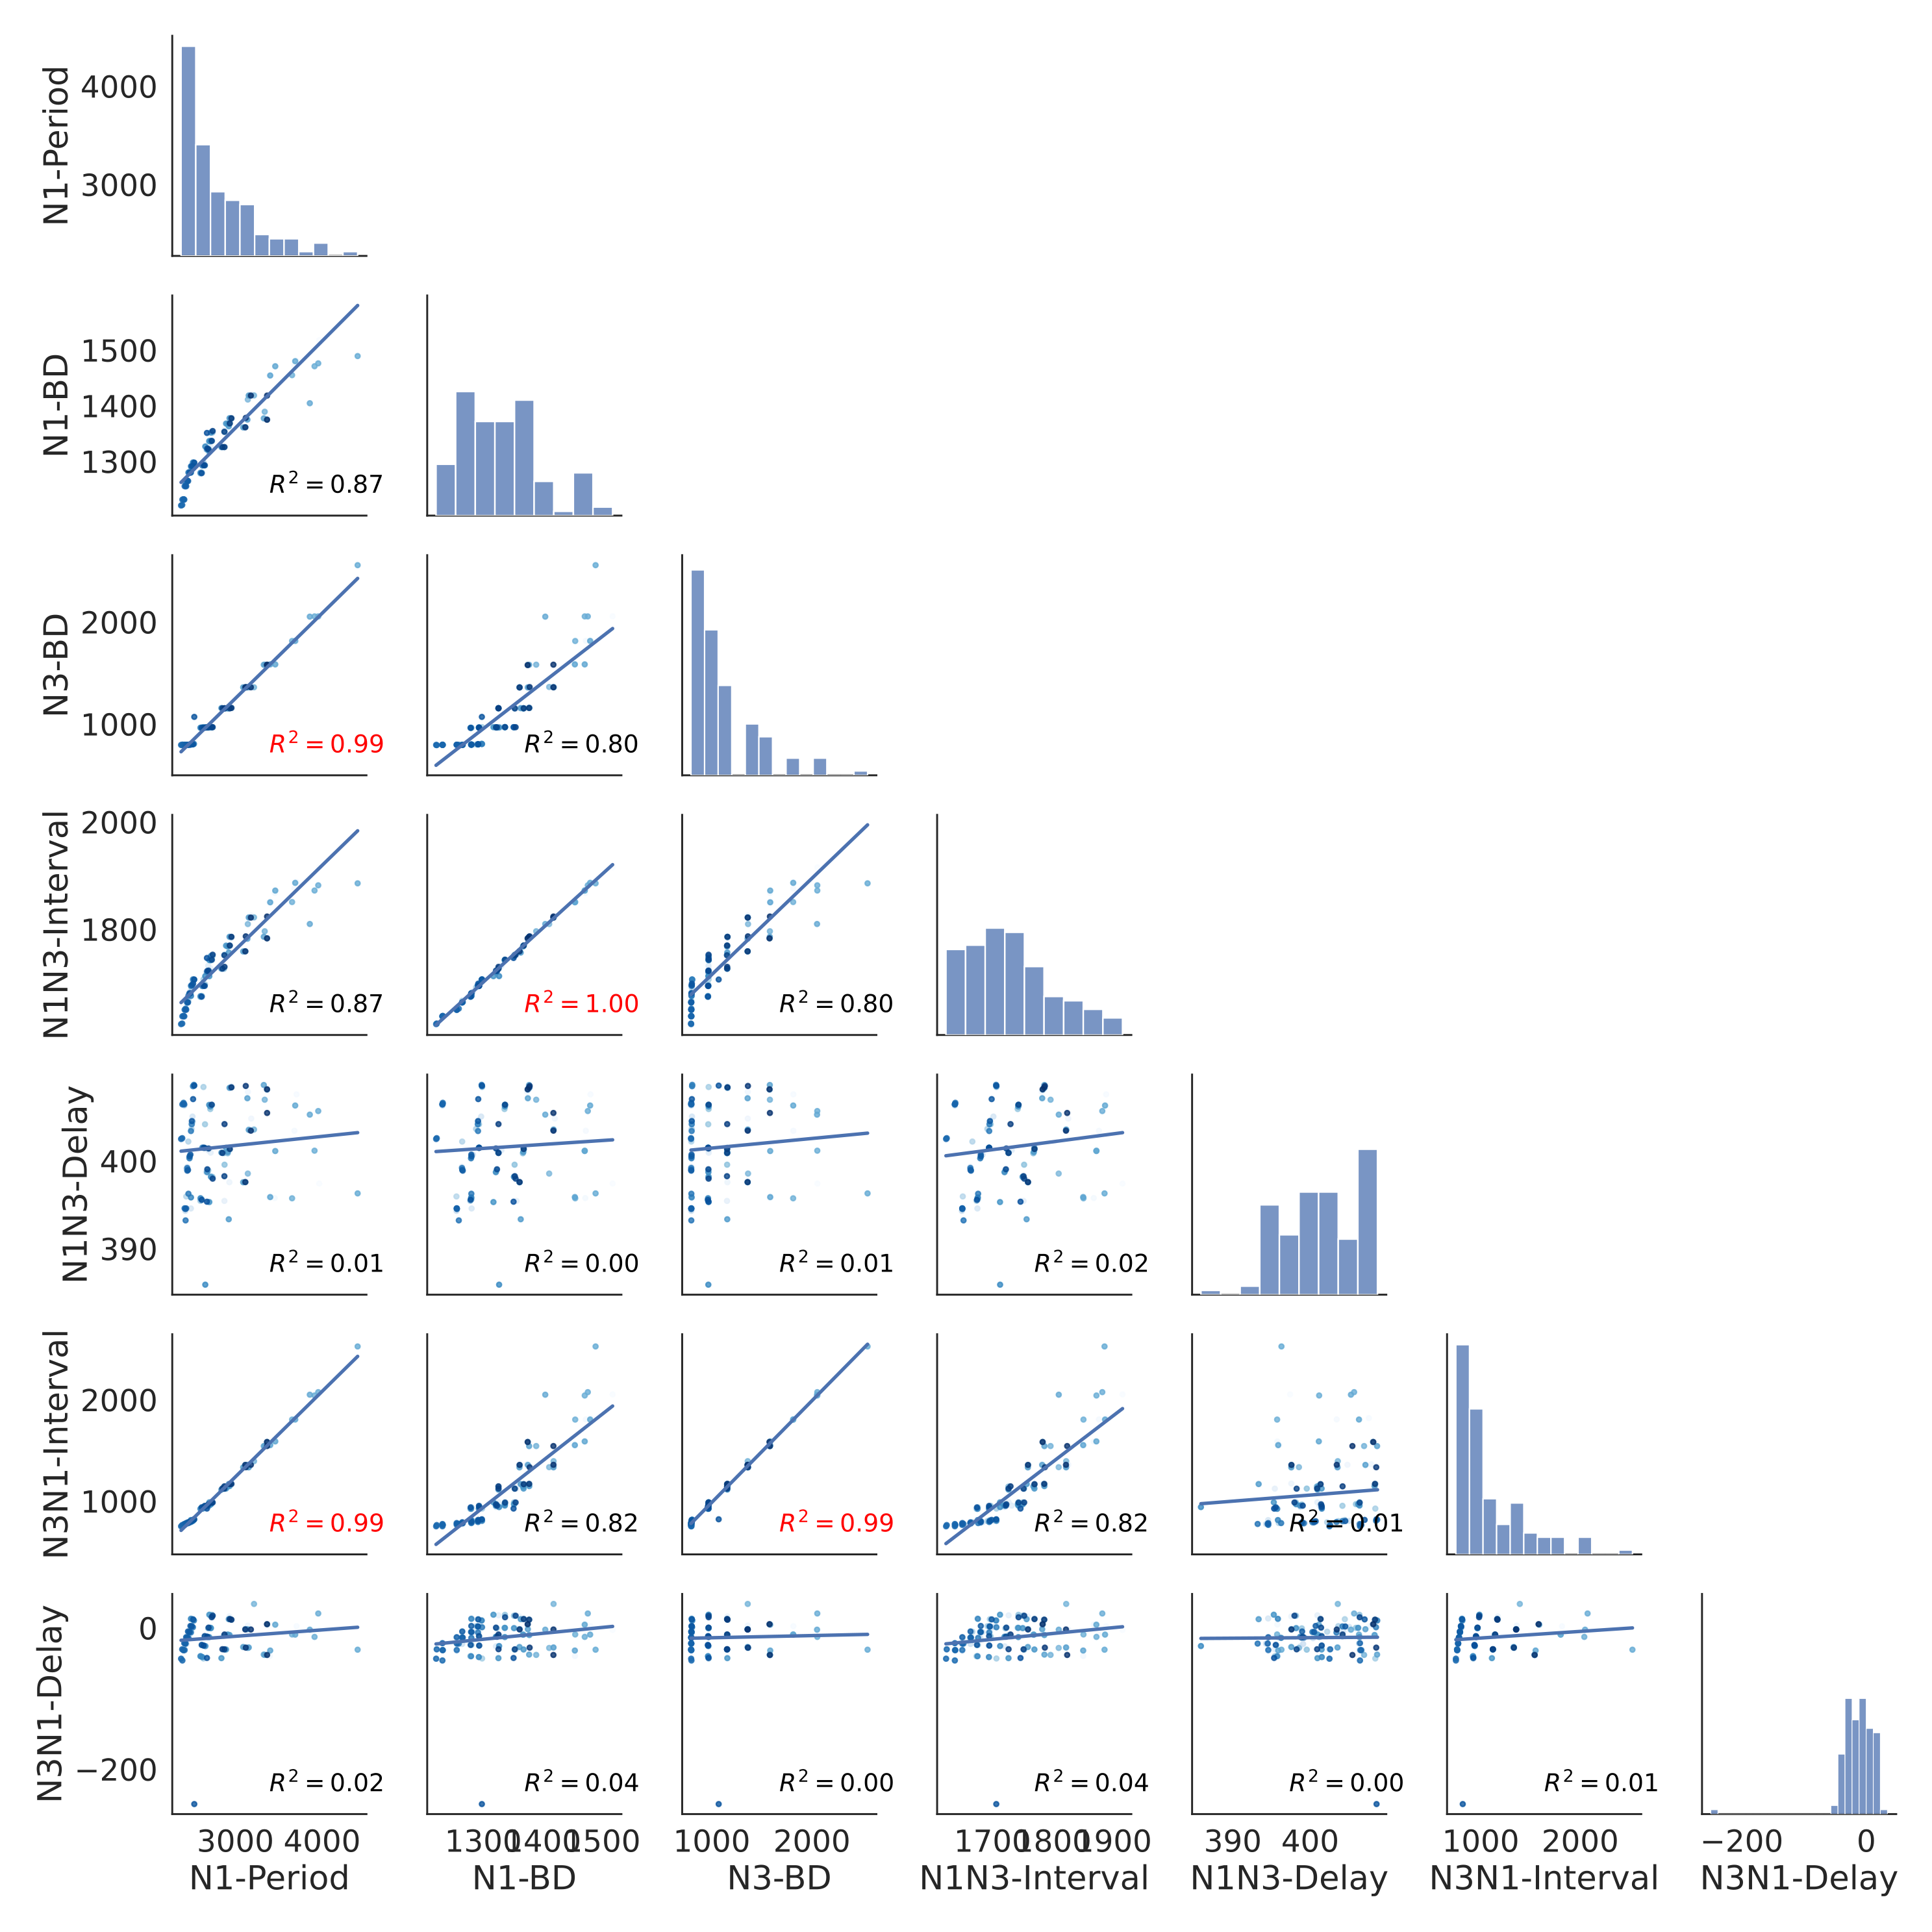 N1-Period
4000
3000
N1-BD
1500
1400
1300
R² = 0.87
N3-BD
2000
1000
R² = 0.99
R² = 0.80
N1N3-Interval
2000
1800
R² = 0.87
R² = 1.00
R² = 0.80
N1N3-Delay
400
390
R² = 0.01
R² = 0.00
R² = 0.01
R² = 0.02
N3N1-Interval
2000
1000
R² = 0.99
R² = 0.82
R² = 0.99
R² = 0.82
R² = 0.01
N3N1-Delay
0
−200
R² = 0.02
R² = 0.04
R² = 0.00
R² = 0.04
R² = 0.00
R² = 0.01
3000 4000
1300 1400 1500
1000 2000
1700 1800 1900
390 400
1000 2000
−200 0
N1-Period
N1-BD
N3-BD
N1N3-Interval
N1N3-Delay
N3N1-Interval
N3N1-Delay